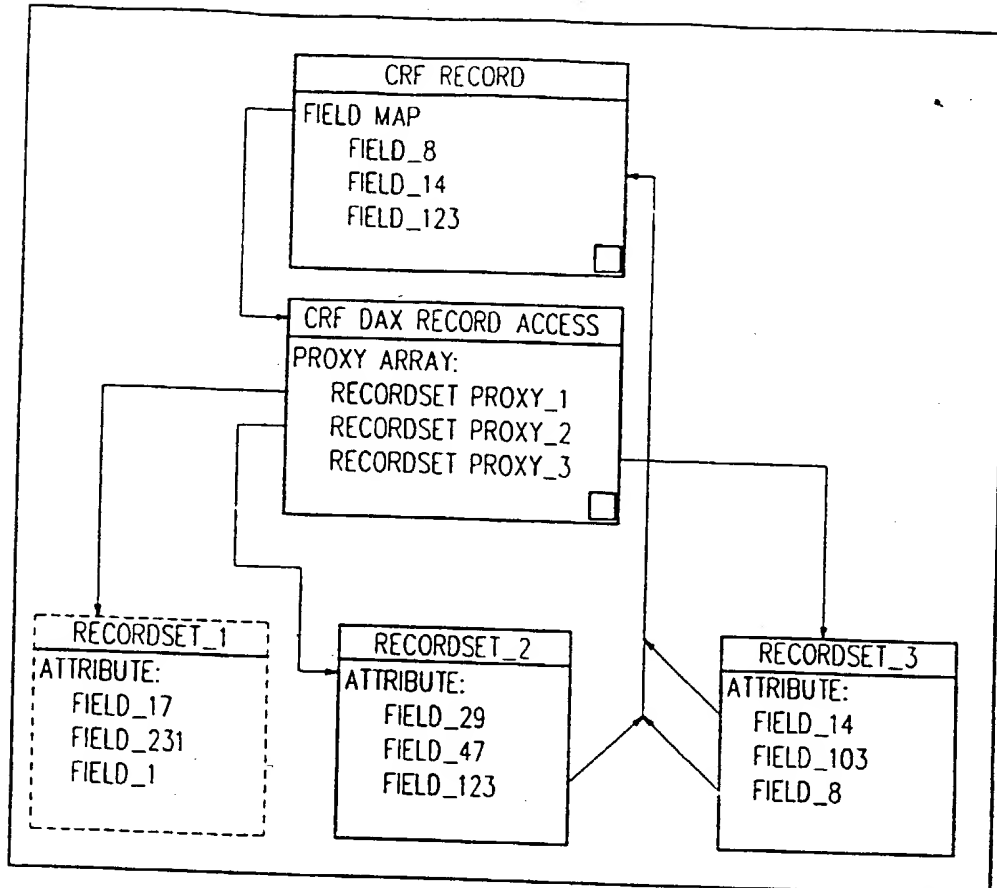 CRF RECORD
FIELD MAP
FIELD_8
FIELD_14
FIELD_123
CRF DAX RECORD ACCESS
PROXY ARRAY:
RECORDSET PROXY_1
RECORDSET PROXY_2
RECORDSET PROXY_3
RECORDSET_1
ATTRIBUTE:
FIELD_17
FIELD_231
FIELD_1
RECORDSET_2
ATTRIBUTE:
FIELD_29
FIELD_47
FIELD_123
RECORDSET_3
ATTRIBUTE:
FIELD_14
FIELD_103
FIELD_8